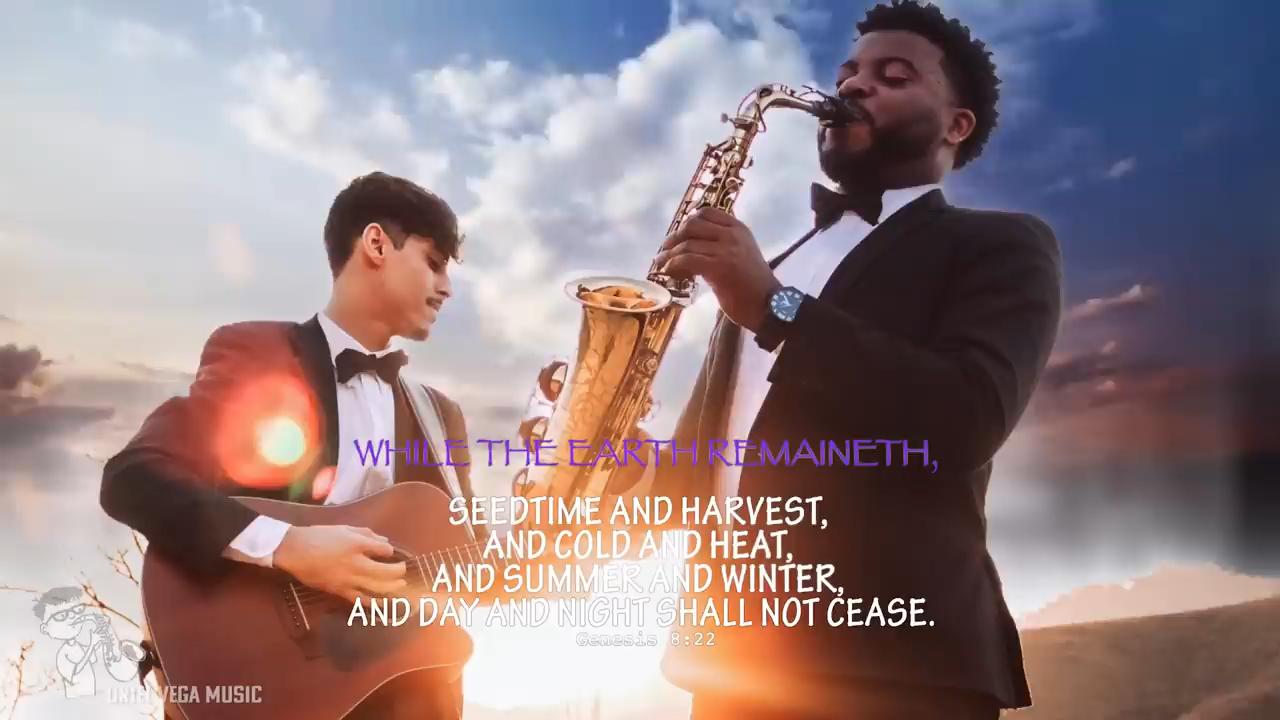 WHILE THE EARTH REMAINETH,
SEEDTIME AND HARVEST,
AND COLD AND HEAT,
AND SUMMER AND WINTER,
AND DAY AND NIGHT SHALL NOT CEASE.
Genesis 8:22
VEGA MUSIC